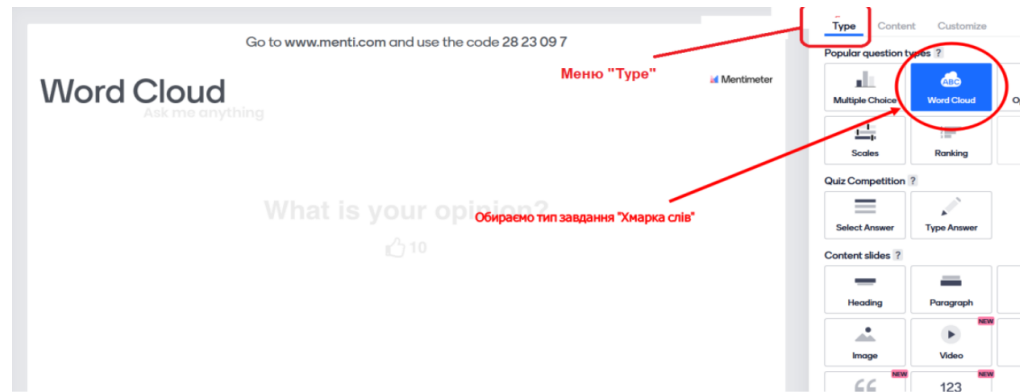 Type Content Customize
Go to www.menti.com and use the code 28 23 09 7
Popular question types ?
Меню "Type"
Mentimeter
Word Cloud
Ask me anything
ABC
Multiple Choice Word Cloud
Scales Ranking
Quiz Competition ?
What is your opinion?
Обираємо тип завдання "Хмарка слів"
Select Answer Type Answer
10
Content slides ?
Heading Paragraph
NEW
Image Video
NEW NEW
123